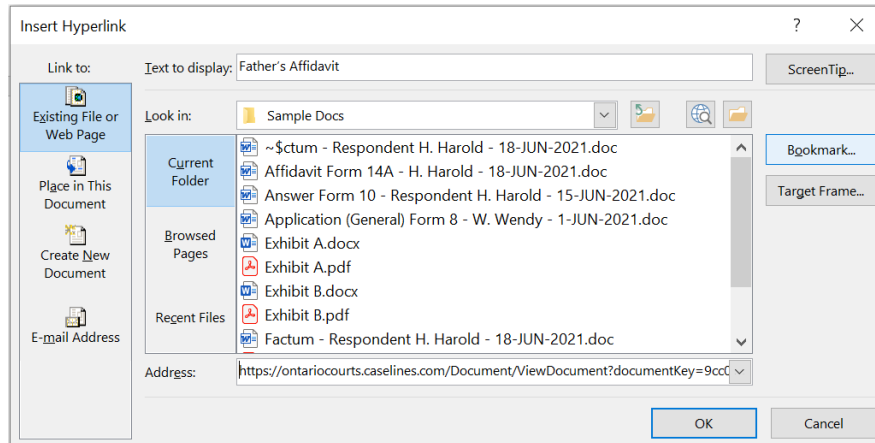 Insert Hyperlink
?
Link to:
Text to display:
Father's Affidavit
ScreenTip...
Existing File or
Web Page
Look in:
Sample Docs
Current
Folder
~$ctum - Respondent H. Harold - 18-JUN-2021.doc
Bookmark...
Affidavit Form 14A - H. Harold - 18-JUN-2021.doc
Place in This
Document
Answer Form 10 - Respondent H. Harold - 15-JUN-2021.doc
Target Frame...
Application (General) Form 8 - W. Wendy - 1-JUN-2021.doc
Browsed
Pages
Exhibit A.docx
Create New
Document
Exhibit A.pdf
Exhibit B.docx
Recent Files
Exhibit B.pdf
E-mail Address
Factum - Respondent H. Harold - 18-JUN-2021.doc
Address:
https://ontariocourts.caselines.com/Document/ViewDocument?documentKey=9cc
OK
Cancel